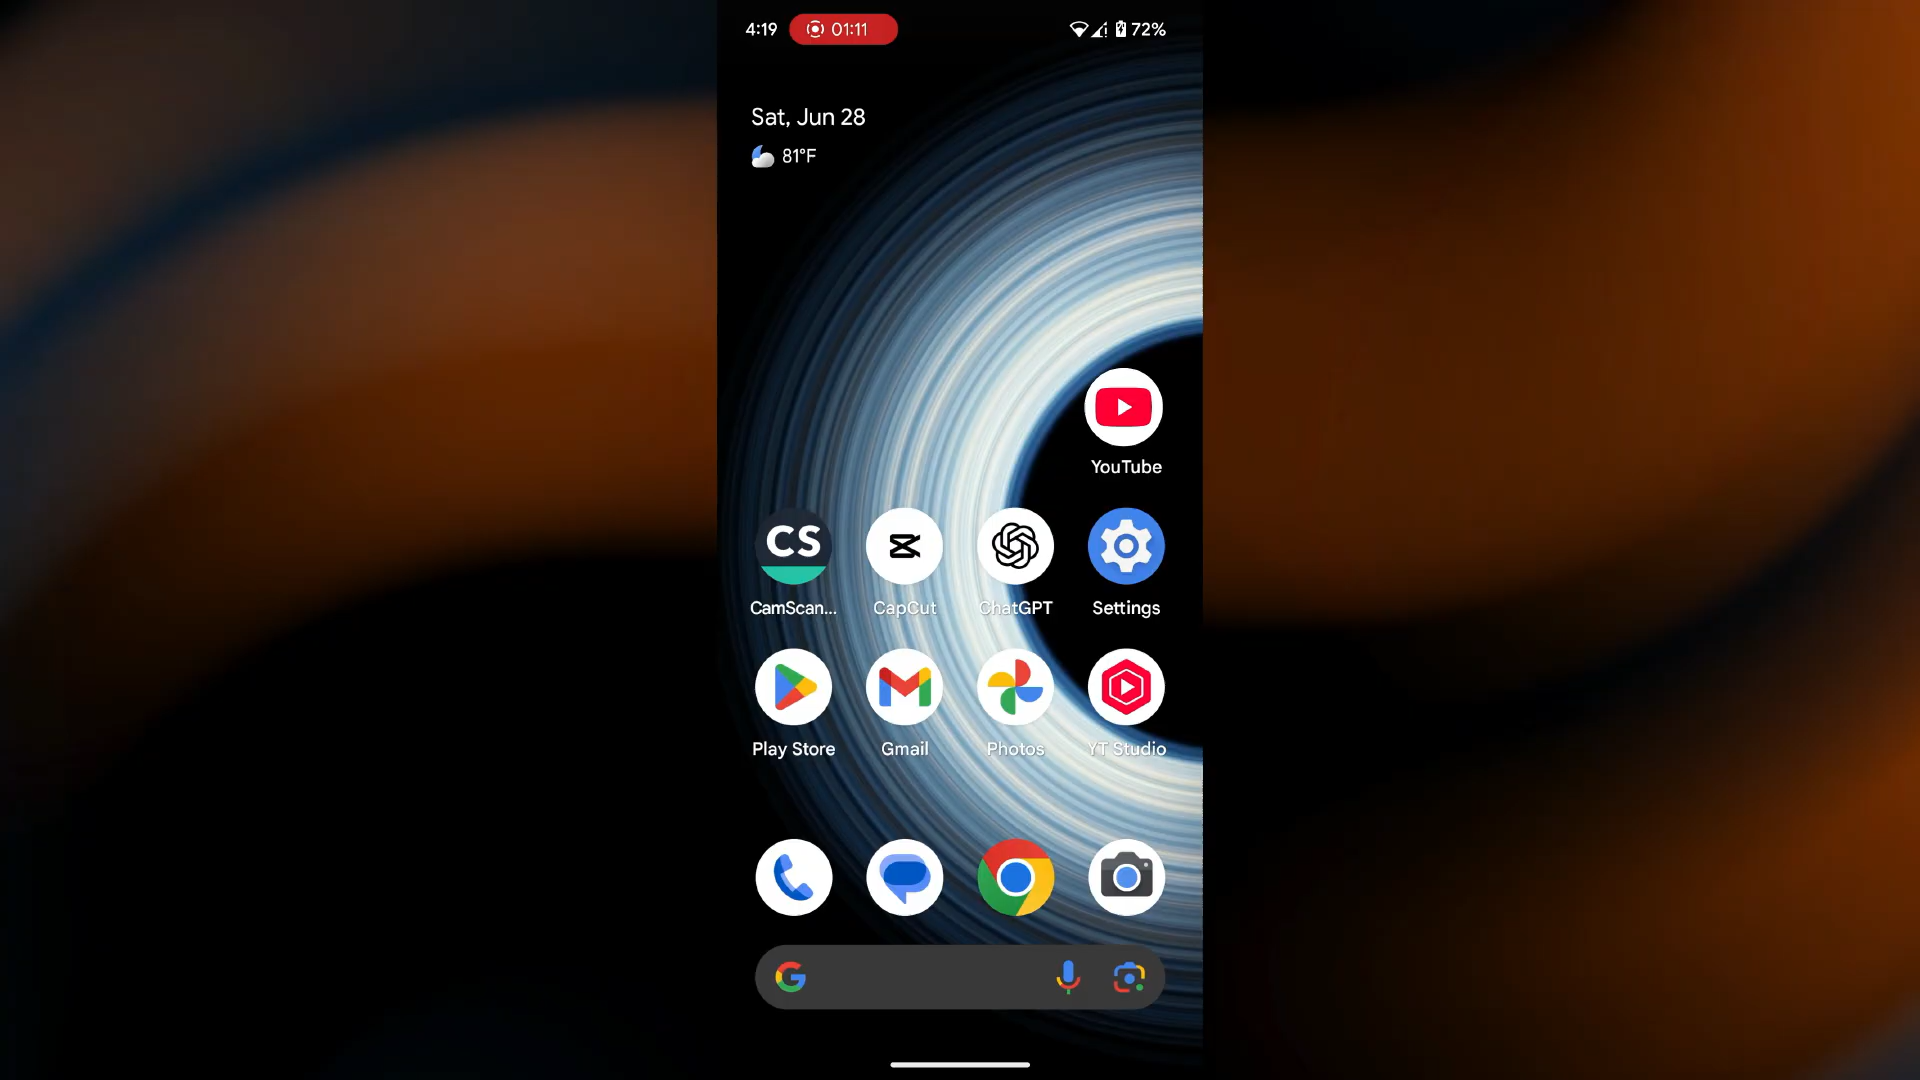 4:19 01:11 72%
Sat, Jun 28
81°F
YouTube
CS
CamScan... CapCut ChatGPT Settings
Play Store Gmail Photos YT Studio